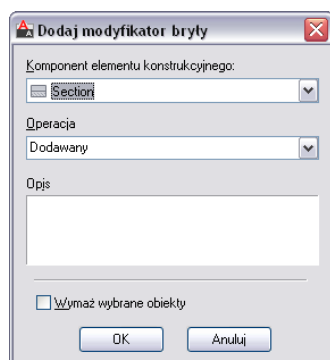 Dodaj modyfikator bryły
Komponent elementu konstrukcyjnego:
Section
Operacja
Dodawany
Opis
Wymaż wybrane obiekty
OK Anuluj